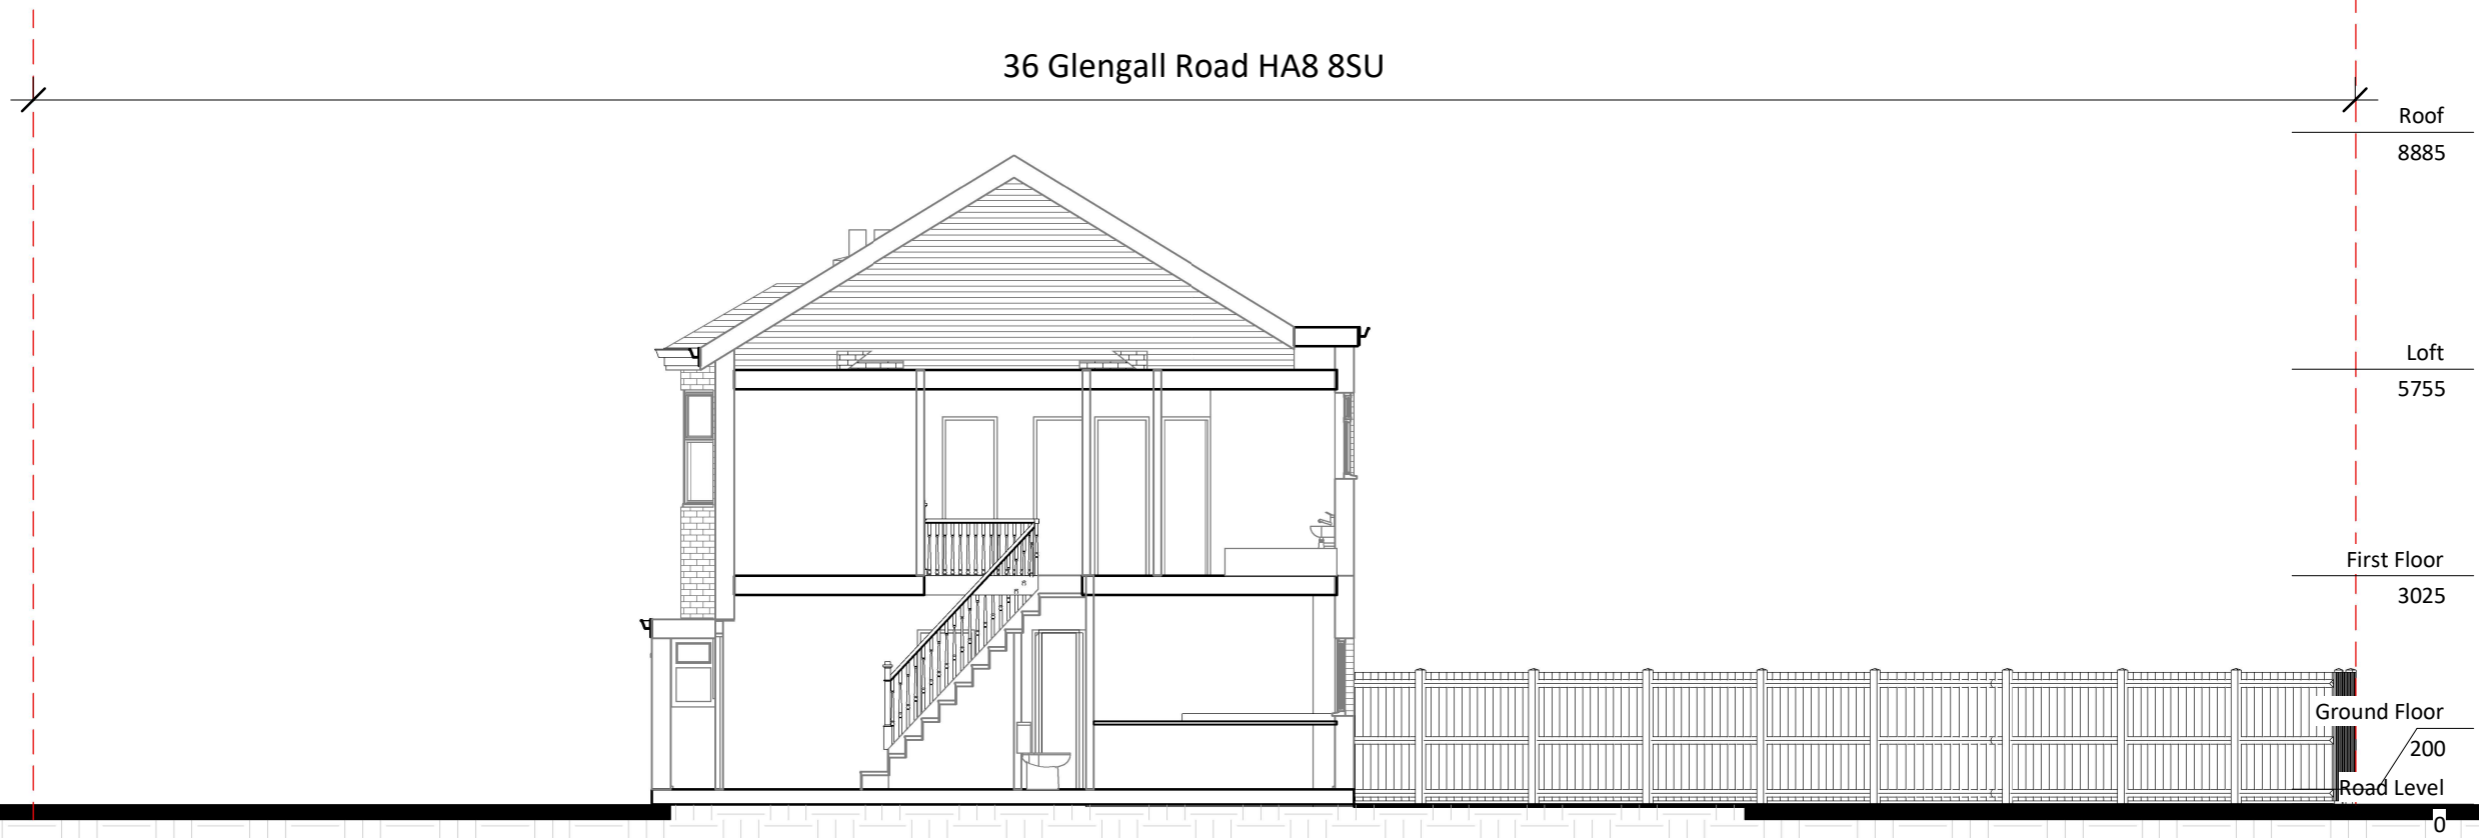 36 Glengall Road HA8 8SU
Roof
8885
Loft
5755
First Floor
3025
Ground Floor
200
Road Level
0